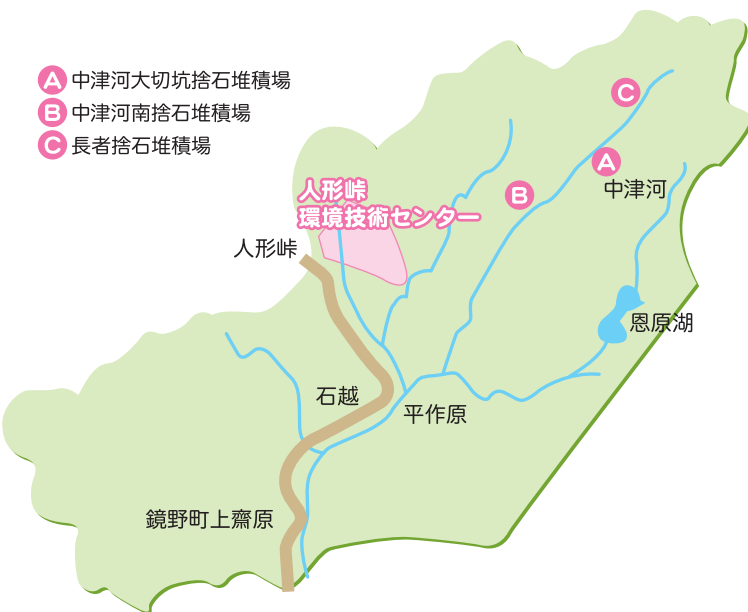 A 中津河大切坑捨石堆積場
B 中津河南捨石堆積場
C 長者捨石堆積場
C
A
B
中津河
人形峠
環境技術センター
人形峠
恩原湖
石越
平作原
鏡野町上齋原